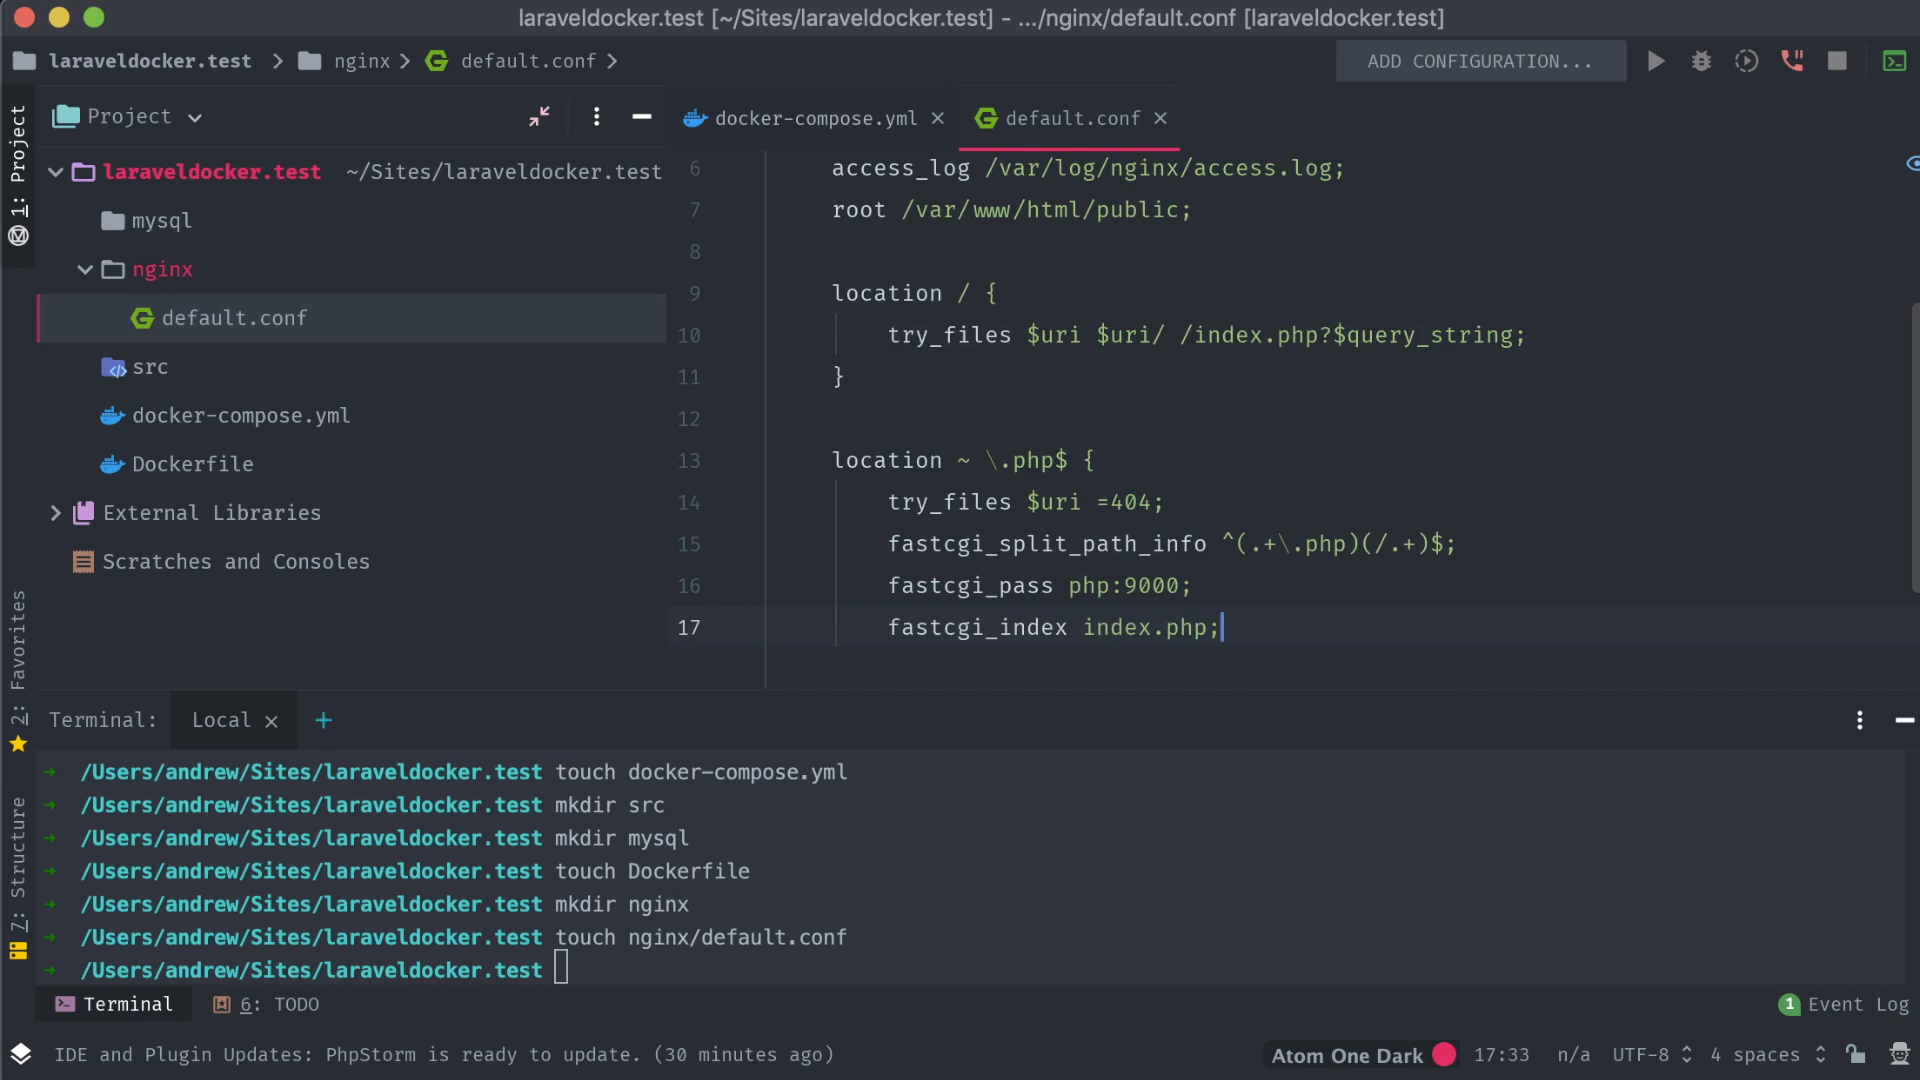 laraveldocker.test [~/Sites/laraveldocker.test] - .../nginx/default.conf [laraveldocker.test]
laraveldocker.test > nginx > default.conf >
ADD CONFIGURATION...
1: Project
Project
docker-compose.yml
default.conf
laraveldocker.test ~/Sites/laraveldocker.test
mysql
nginx
default.conf
src
docker-compose.yml
Dockerfile
External Libraries
Scratches and Consoles
6 access_log /var/log/nginx/access.log;
7 root /var/www/html/public;
8
9 location / {
10 try_files $uri $uri/ /index.php?$query_string;
11 }
12
13 location ~ \.php$ {
14 try_files $uri =404;
15 fastcgi_split_path_info ^(.+\.php)(/.+)$;
16 fastcgi_pass php:9000;
17 fastcgi_index index.php;
2: Favorites
7: Structure
Terminal: Local × +
→ /Users/andrew/Sites/laraveldocker.test touch docker-compose.yml
→ /Users/andrew/Sites/laraveldocker.test mkdir src
→ /Users/andrew/Sites/laraveldocker.test mkdir mysql
→ /Users/andrew/Sites/laraveldocker.test touch Dockerfile
→ /Users/andrew/Sites/laraveldocker.test mkdir nginx
→ /Users/andrew/Sites/laraveldocker.test touch nginx/default.conf
→ /Users/andrew/Sites/laraveldocker.test
Terminal 6: TODO
1 Event Log
IDE and Plugin Updates: PhpStorm is ready to update. (30 minutes ago)
Atom One Dark 17:33 n/a UTF-8 4 spaces